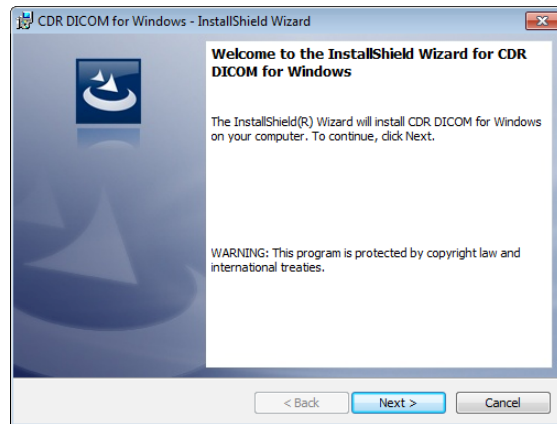 CDR DICOM for Windows - InstallShield Wizard
Welcome to the InstallShield Wizard for CDR
DICOM for Windows
The InstallShield(R) Wizard will install CDR DICOM for Windows
on your computer. To continue, click Next.
WARNING: This program is protected by copyright law and
international treaties.
< Back
Next >
Cancel